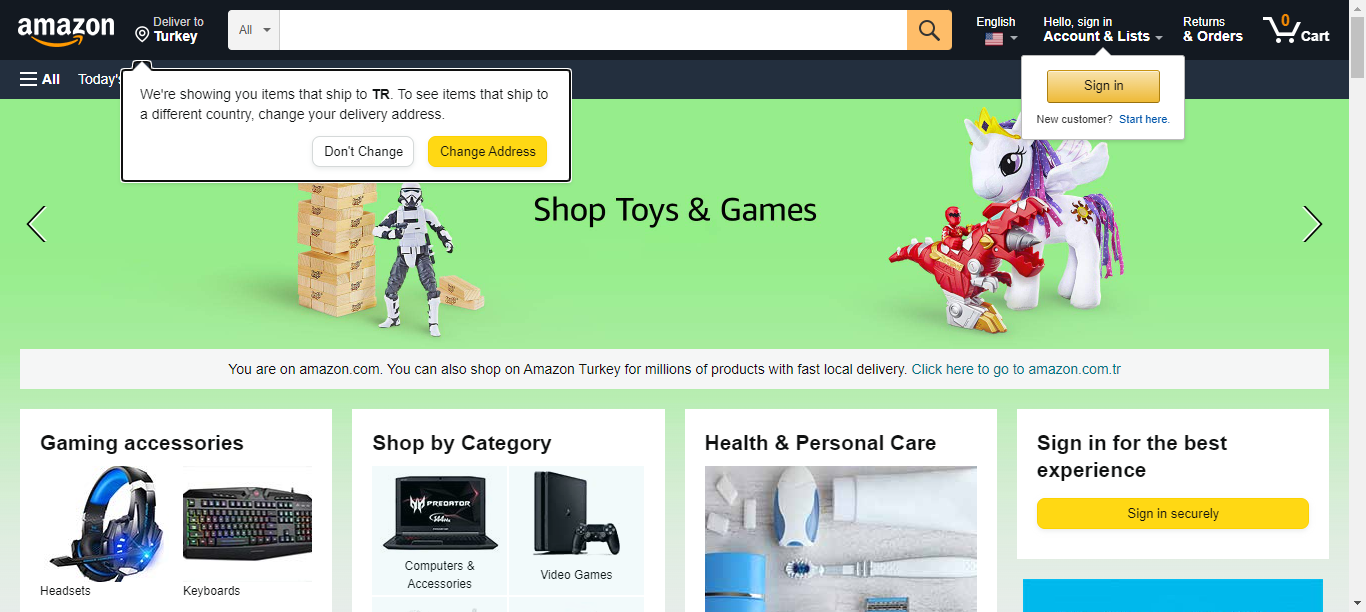 amazon
Deliver to
Turkey
All
English
Hello, sign in
Account & Lists
Returns
& Orders
0
Cart
All
Today's
We're showing you items that ship to TR. To see items that ship to
a different country, change your delivery address.
Don't Change
Change Address
Sign in
New customer? Start here.
Shop Toys & Games
You are on amazon.com. You can also shop on Amazon Turkey for millions of products with fast local delivery. Click here to go to amazon.com.tr
Gaming accessories
Headsets
Keyboards
Shop by Category
PREDATOR
Computers &
Accessories
Video Games
Health & Personal Care
Sign in for the best
experience
Sign in securely